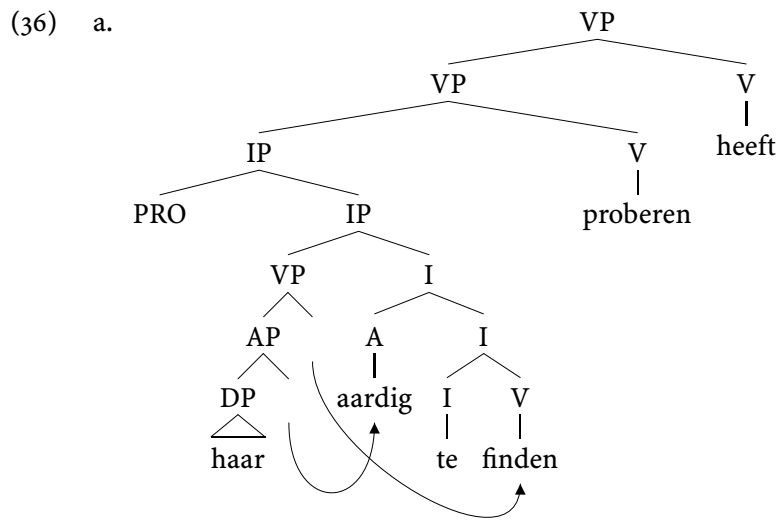 (36) a. VP
VP V
IP V heeft
PRO IP proberen
VP I
AP A I
DP aardig I V
haar te finden